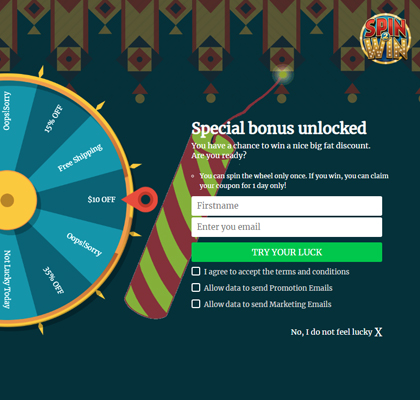 SPIN
2
WIN
Oops!Sorry
15% OFF
Free Shipping
$10 OFF
Oops!Sorry
35% OFF
Not Lucky Today
Special bonus unlocked
You have a chance to win a nice big fat discount.
Are you ready?
You can spin the wheel only once. If you win, you can claim
your coupon for 1 day only!
Firstname
Enter you email
TRY YOUR LUCK
I agree to accept the terms and conditions
Allow data to send Promotion Emails
Allow data to send Marketing Emails
No, I do not feel lucky X